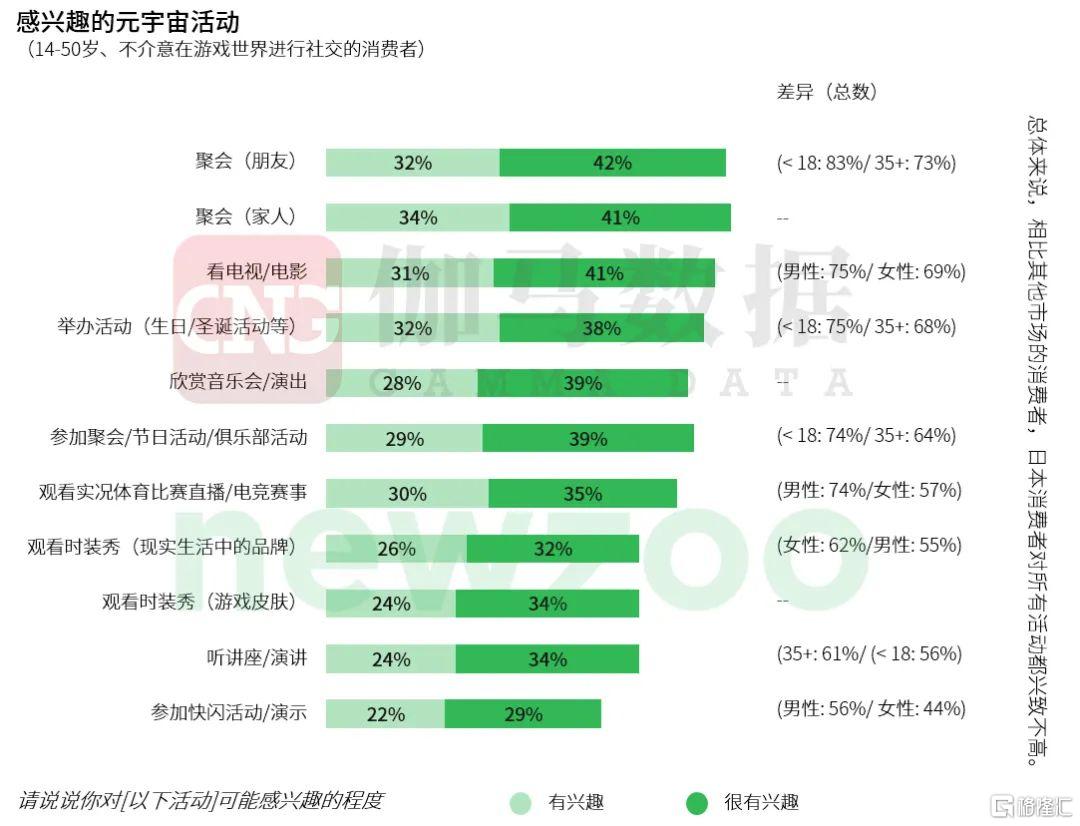 感兴趣的元宇宙活动
（14-50岁、不介意在游戏世界进行社交的消费者）
差异（总数）
聚会（朋友） 32% 42% (< 18: 83%/ 35+: 73%)
聚会（家人） 34% 41% --
看电视/电影 31% 41% (男性: 75%/ 女性: 69%)
举办活动（生日/圣诞活动等） 32% 38% (< 18: 75%/ 35+: 68%)
欣赏音乐会/演出 28% 39% --
参加聚会/节日活动/俱乐部活动 29% 39% (< 18: 74%/ 35+: 64%)
观看实况体育比赛直播/电竞赛事 30% 35% (男性: 74%/女性: 57%)
观看时装秀（现实生活中的品牌） 26% 32% (女性: 62%/男性: 55%)
观看时装秀（游戏皮肤） 24% 34% --
听讲座/演讲 24% 34% (35+: 61%/ (< 18: 56%)
参加快闪活动/演示 22% 29% (男性: 56%/ 女性: 44%)
总体来说，相比其他市场的消费者，日本消费者对所有活动都兴致不高。
请说说你对[以下活动]可能感兴趣的程度
有兴趣 很有兴趣
CNG
伽马数据
GAMMA DATA
newzoo
格隆汇